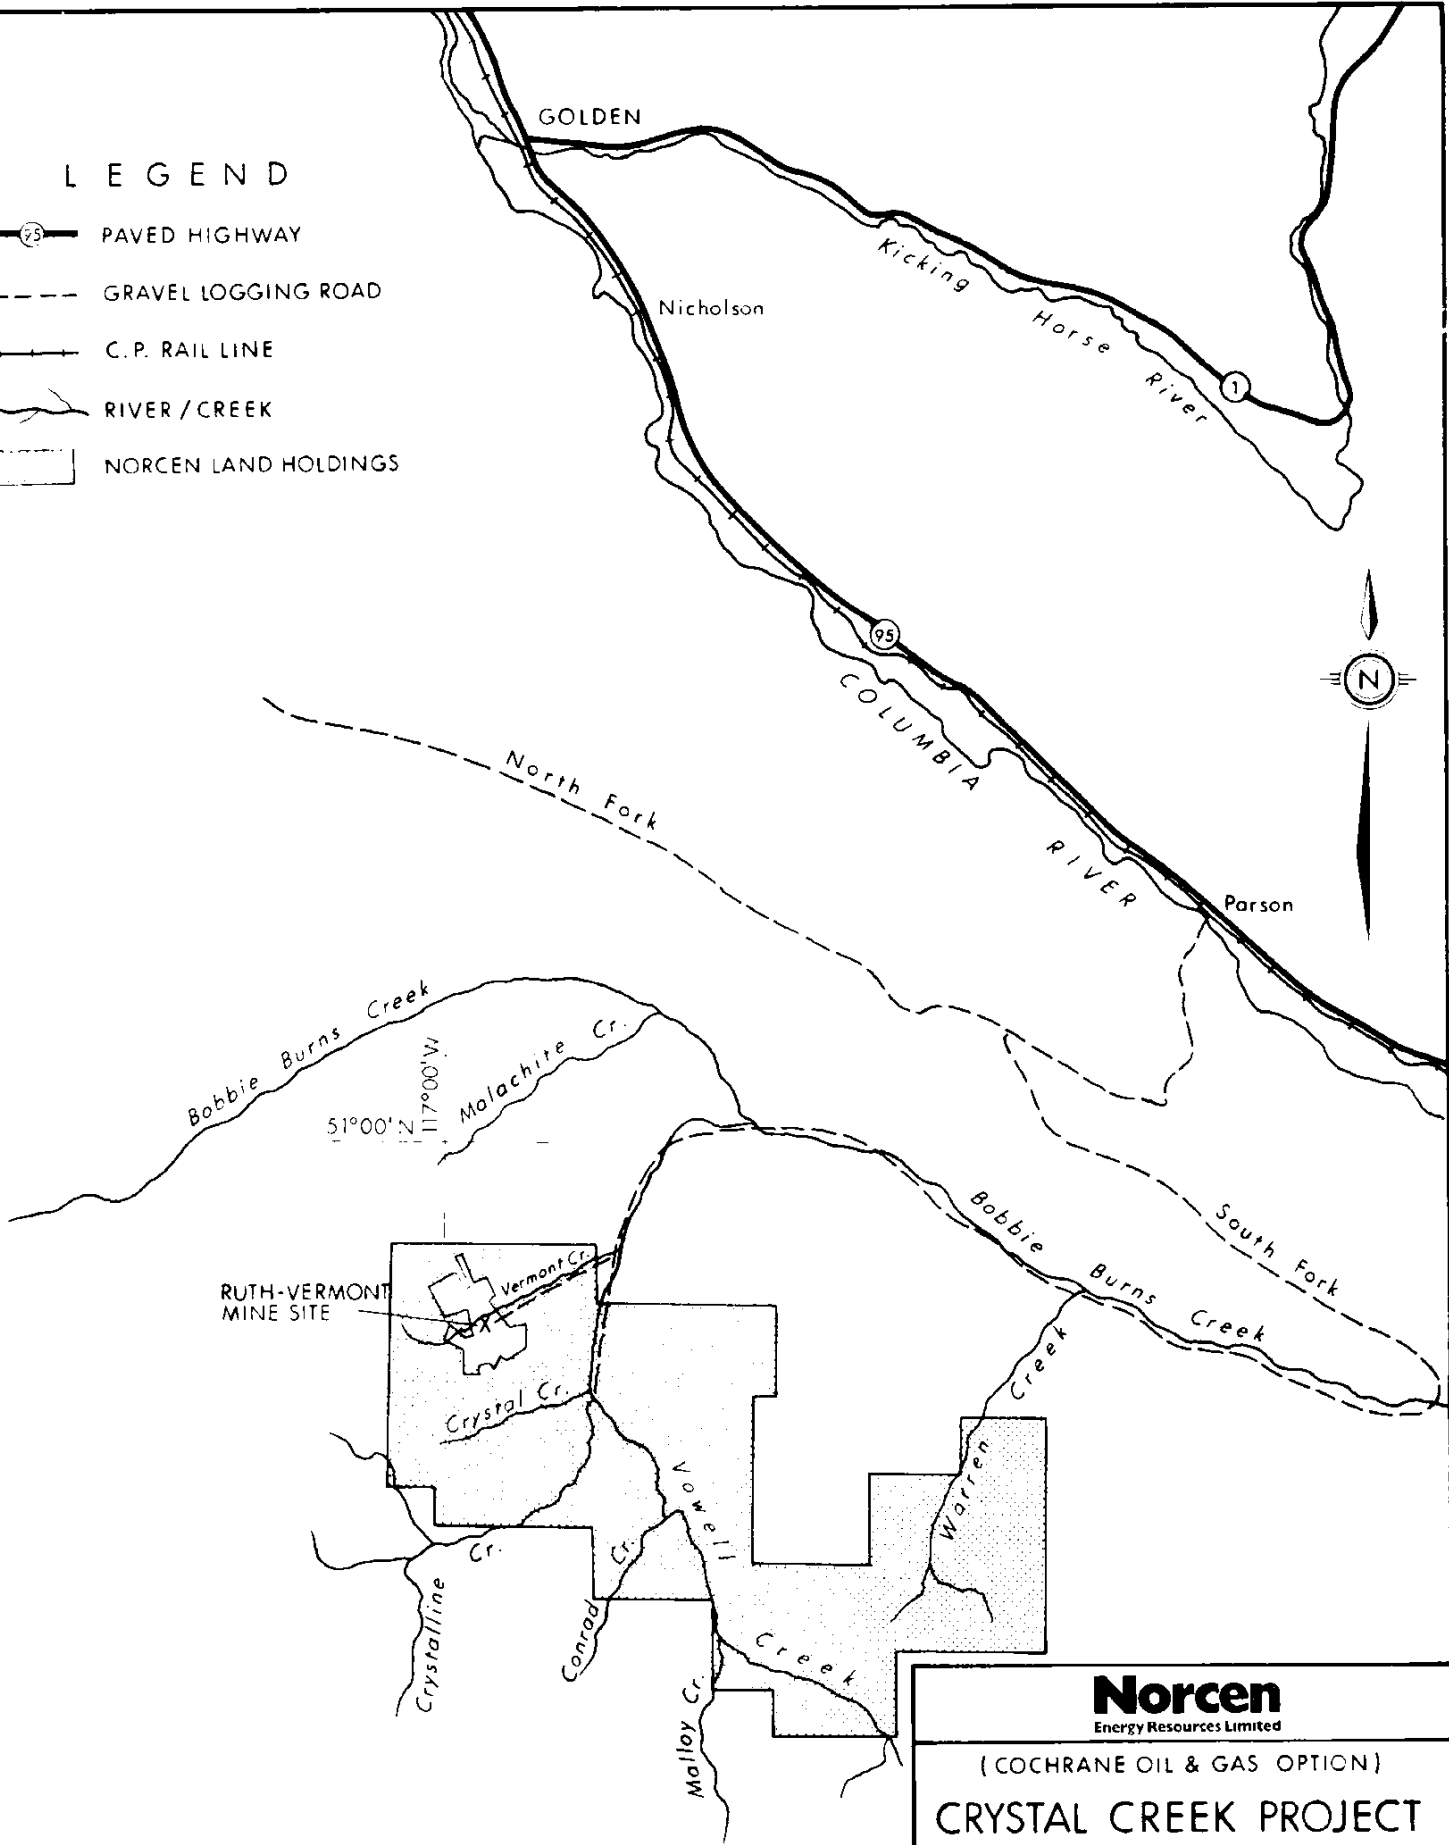 GOLDEN
LEGEND
95 PAVED HIGHWAY
GRAVEL LOGGING ROAD
C.P. RAIL LINE
RIVER / CREEK
NORCEN LAND HOLDINGS
Nicholson
Kicking Horse River
1
95
COLUMBIA RIVER
N
North Fork
Parson
Bobbie Burns Creek
Malachite Cr.
117°00'W
51°00'N
South Fork
Bobbie Burns Creek
RUTH-VERMONT
MINE SITE
Vermont Cr.
X
Crystal Cr.
Warren Creek
Vowell Creek
Crystalline Cr.
Conrad Cr.
Malloy Cr.
Norcen
Energy Resources Limited
(COCHRANE OIL & GAS OPTION)
CRYSTAL CREEK PROJECT